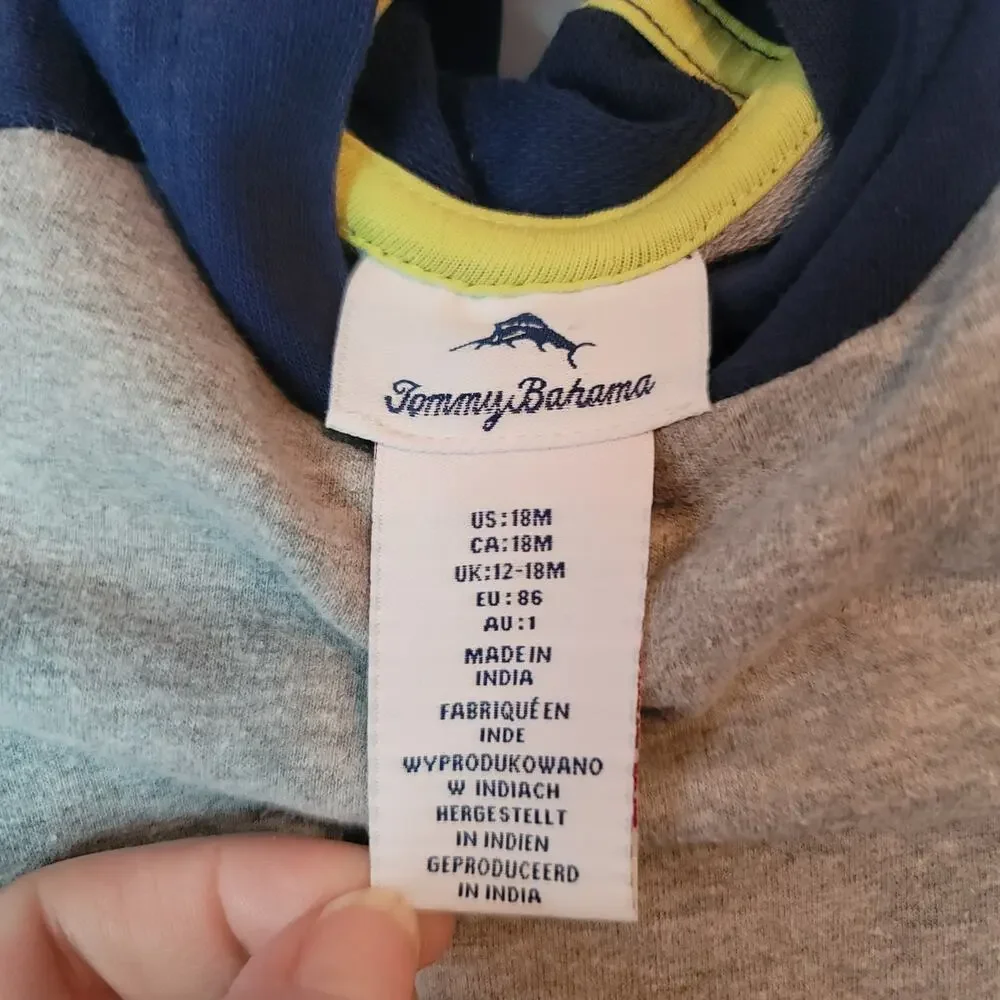 Tommy Bahama
US:18M
CA:18M
UK:12-18M
EU:86
AU:1
MADE IN
INDIA
FABRIQUÉ EN
INDE
WYPRODUKOWANO
W INDIACH
HERGESTELLT
IN INDIEN
GEPRODUCEERD
IN INDIA